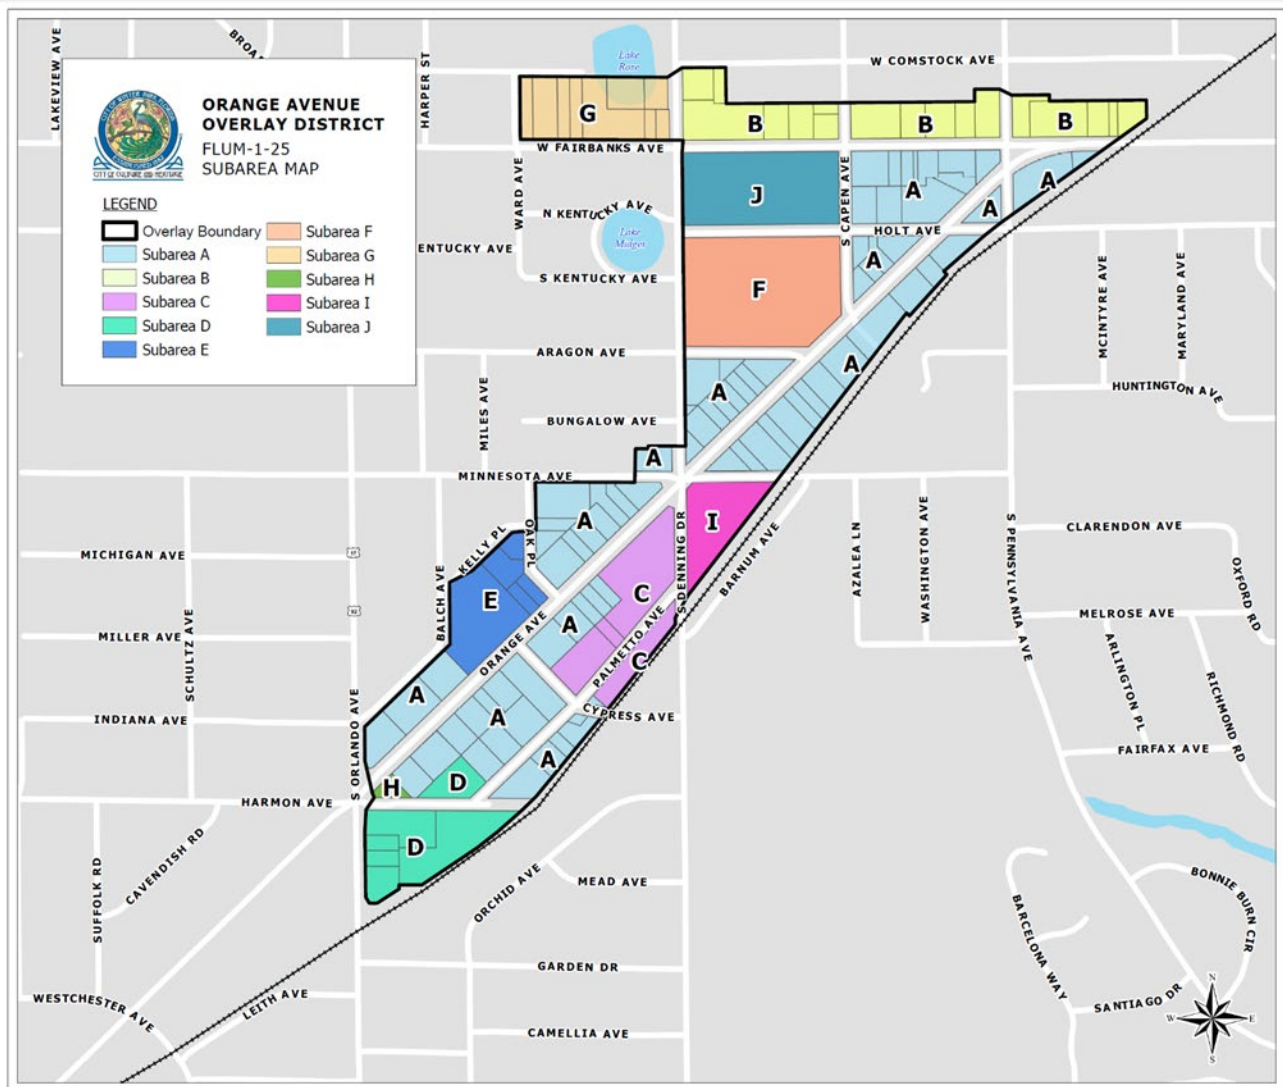 LAKEVIEW AVE
HARPER ST
Lake
Rose
W COMSTOCK AVE
ORANGE AVENUE
OVERLAY DISTRICT
FLUM-1-25
SUBAREA MAP
CITY OF CULTURE AND HERITAGE
LEGEND
Overlay Boundary
Subarea A
Subarea B
Subarea C
Subarea D
Subarea E
Subarea F
Subarea G
Subarea H
Subarea I
Subarea J
G
B
B
B
W FAIRBANKS AVE
WARD AVE
N KENTUCKY AVE
Lake
Midget
ENTUCKY AVE
S KENTUCKY AVE
J
S CAPEN AVE
A
A
A
HOLT AVE
A
F
MCINTYRE AVE
MARYLAND AVE
ARAGON AVE
A
A
HUNTINGTON AVE
MILES AVE
BUNGALOW AVE
A
MINNESOTA AVE
A
OAK PL
KELLY PL
I
S DENNING DR
BARNUM AVE
AZALEA LN
WASHINGTON AVE
S PENNSYLVANIA AVE
CLARENDON AVE
OXFORD RD
MICHIGAN AVE
BALCH AVE
E
C
A
ORANGE AVE
PALMETTO AVE
C
MELROSE AVE
ARLINGTON PL
RICHMOND RD
MILLER AVE
SCHULTZ AVE
A
A
CYPRESS AVE
INDIANA AVE
S ORLANDO AVE
A
FAIRFAX AVE
H
D
HARMON AVE
D
CAVENDISH RD
SUFFOLK RD
ORCHID AVE
MEAD AVE
BONNIE BURN CIR
BARCELONA WAY
GARDEN DR
SANTIAGO DR
WESTCHESTER AVE
LEITH AVE
CAMELLIA AVE
N
W
E
S